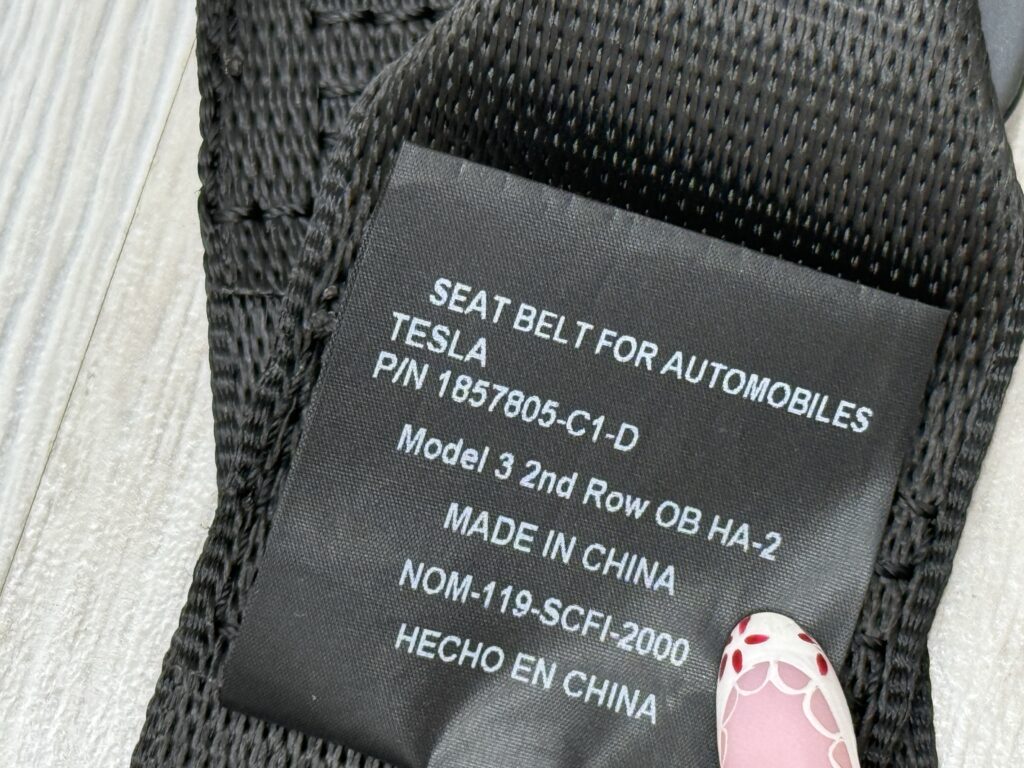 SEAT BELT FOR AUTOMOBILES
TESLA
P/N 1857805-C1-D
Model 3 2nd Row OB HA-2
MADE IN CHINA
NOM-119-SCFI-2000
HECHO EN CHINA